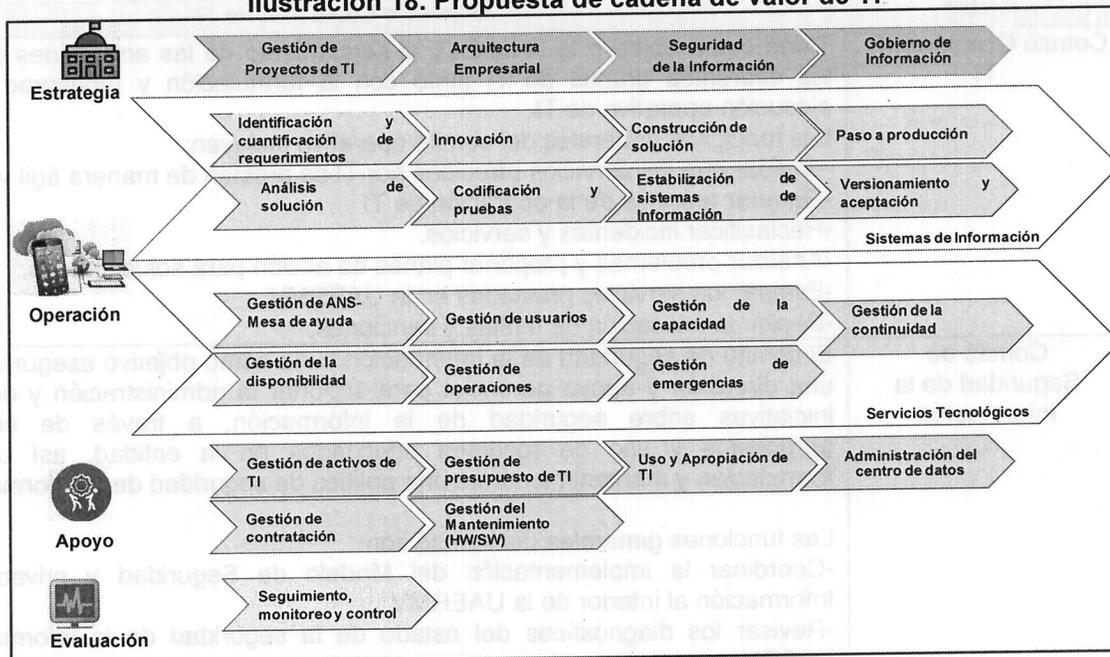 Ilustración 18. Propuesta de cadena de valor de TI
Estrategia
Gestión de
Proyectos de TI
Arquitectura
Empresarial
Seguridad
de la Información
Gobierno de
Información
Operación
Identificación y
cuantificación de
requerimientos
Innovación
Construcción de
solución
Paso a producción
Análisis de
solución
Codificación y
pruebas
Estabilización de
sistemas de
Información
Versionamiento y
aceptación
Sistemas de Información
Gestión de ANS-
Mesa de ayuda
Gestión de usuarios
Gestión de la
capacidad
Gestión de la
continuidad
Gestión de la
disponibilidad
Gestión de
operaciones
Gestión de
emergencias
Servicios Tecnológicos
Apoyo
Gestión de activos de
TI
Gestión de
presupuesto de TI
Uso y Apropiación de
TI
Administración del
centro de datos
Gestión de
contratación
Gestión del
Mantenimiento
(HW/SW)
Evaluación
Seguimiento,
monitoreo y control